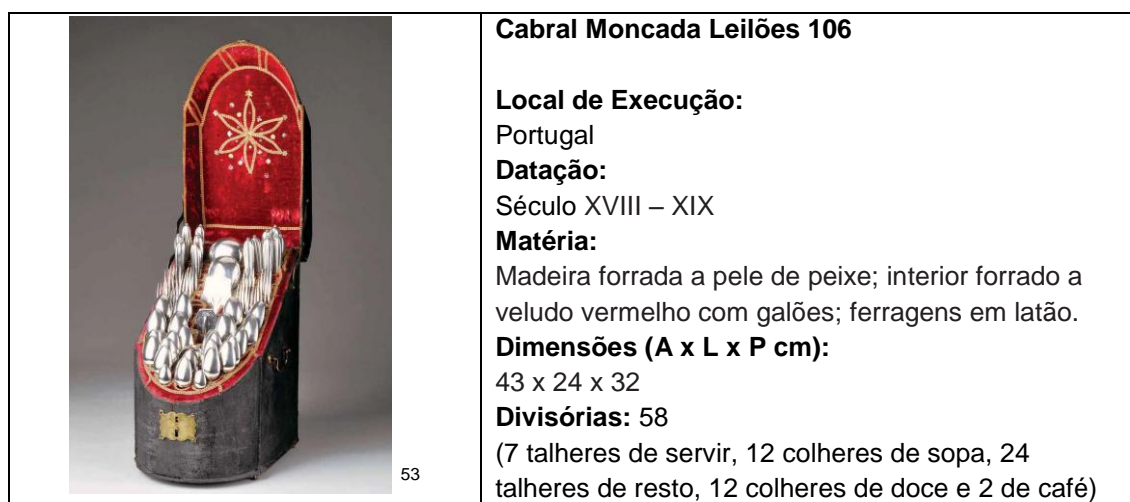 Cabral Moncada Leilões 106
Local de Execução:
Portugal
Datação:
Século XVIII – XIX
Matéria:
Madeira forrada a pele de peixe; interior forrado a
veludo vermelho com galões; ferragens em latão.
Dimensões (A x L x P cm):
43 x 24 x 32
Divisórias: 58
(7 talheres de servir, 12 colheres de sopa, 24
talheres de resto, 12 colheres de doce e 2 de café)
53